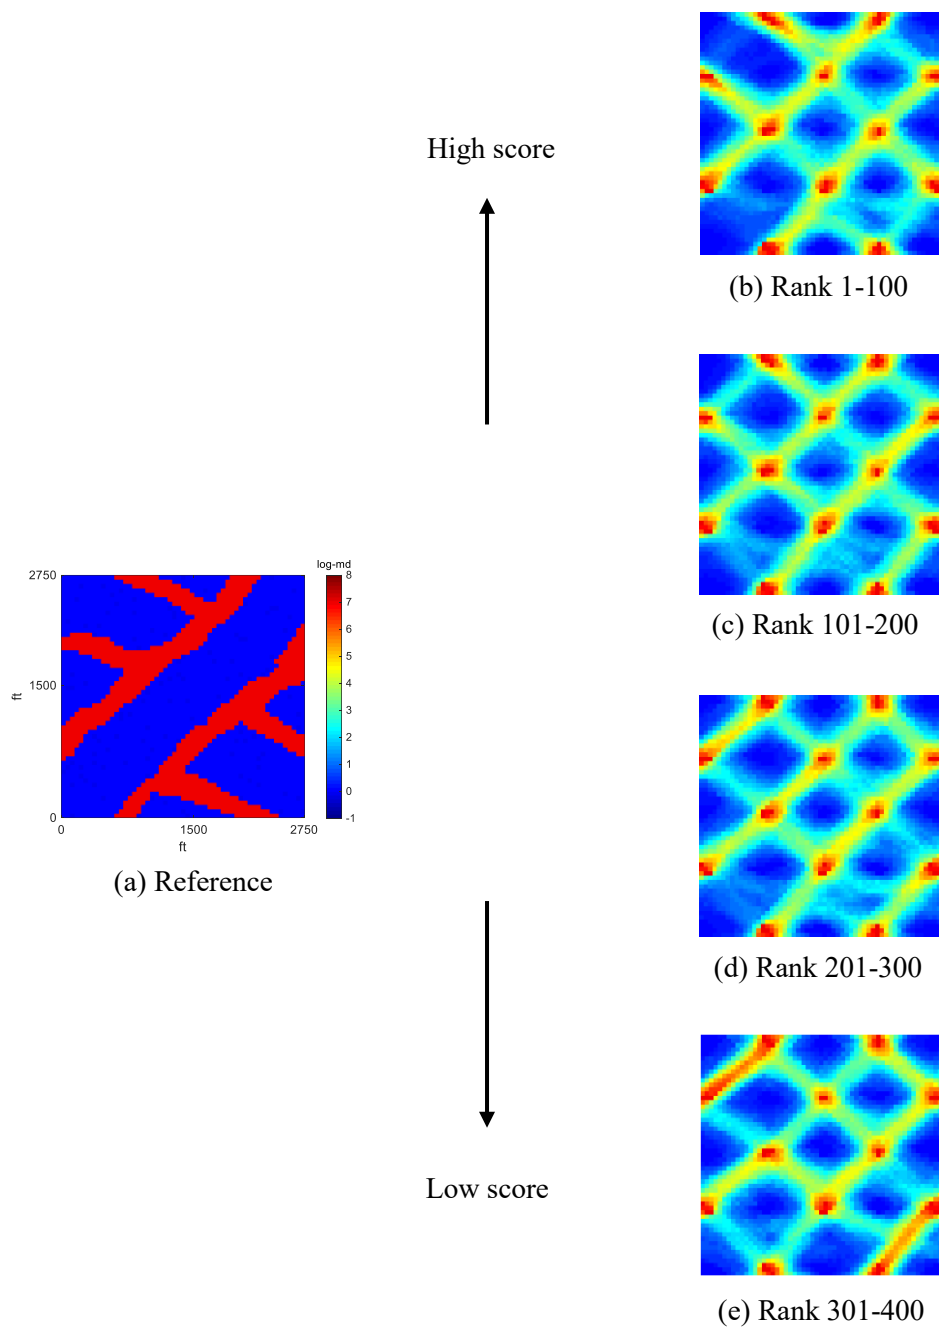 High score
(b) Rank 1-100
(c) Rank 101-200
log-md
2750
8
7
6
5
1500
4
ft
3
2
1
0
0
-1
0
1500
2750
ft
(a) Reference
(d) Rank 201-300
Low score
(e) Rank 301-400